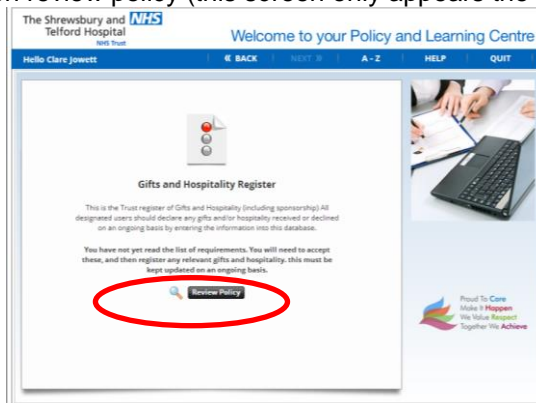 review policy (this screen only appears the
The Shrewsbury and NHS
Telford Hospital
NHS Trust
Welcome to your Policy and Learning Centre
Hello Clare Jowett
« BACK
NEXT »
A - Z
HELP
QUIT
Gifts and Hospitality Register
This is the Trust register of Gifts and Hospitality (including sponsorship) All
designated users should declare any gifts and/or hospitality received or declined
on an ongoing basis by entering the information into this database.
You have not yet read the list of requirements. You will need to accept
these, and then register any relevant gifts and hospitality. this must be
kept updated on an ongoing basis.
Review Policy
Proud To Care
Make It Happen
We Value Respect
Together We Achieve